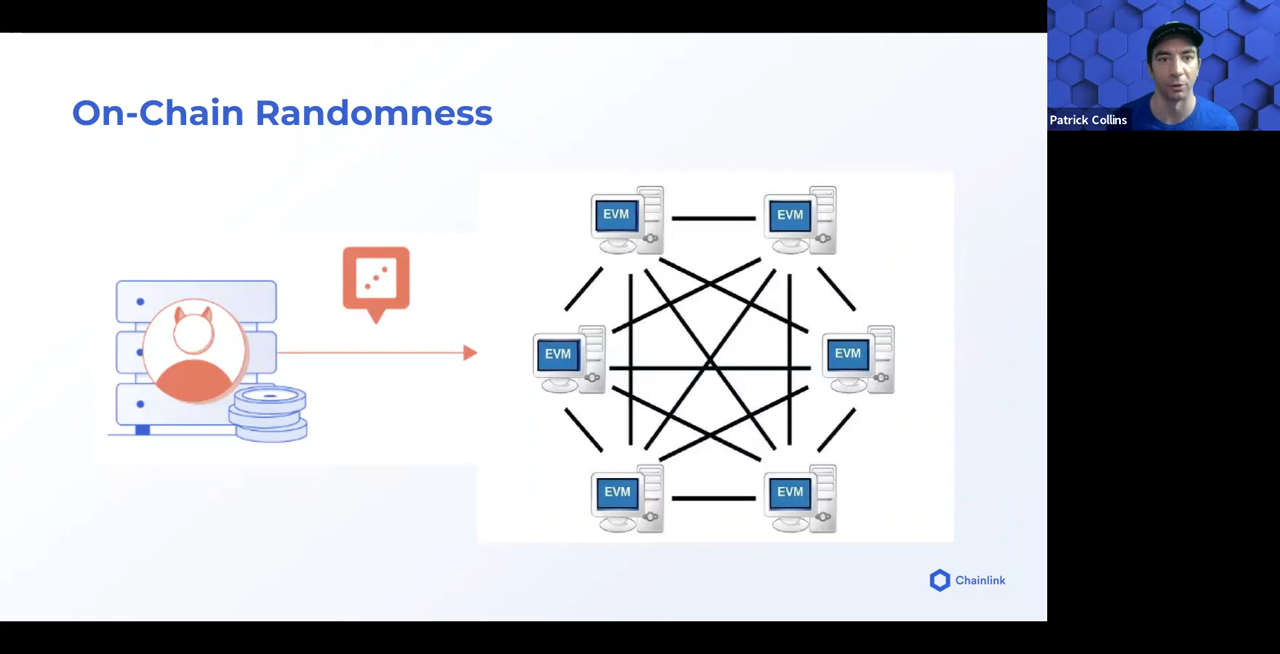 On-Chain Randomness
Patrick Collins
EVM
EVM
EVM
EVM
EVM
EVM
Chainlink